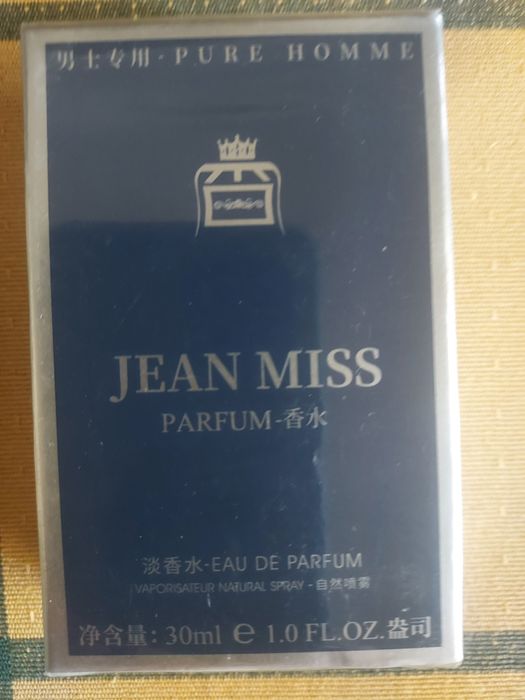 男士专用·PURE HOMME
JEAN MISS
PARFUM-香水
淡香水-EAU DE PARFUM
VAPORISATEUR NATURAL SPRAY - 自然喷雾
净含量: 30ml e 1.0 FL.OZ.盎司